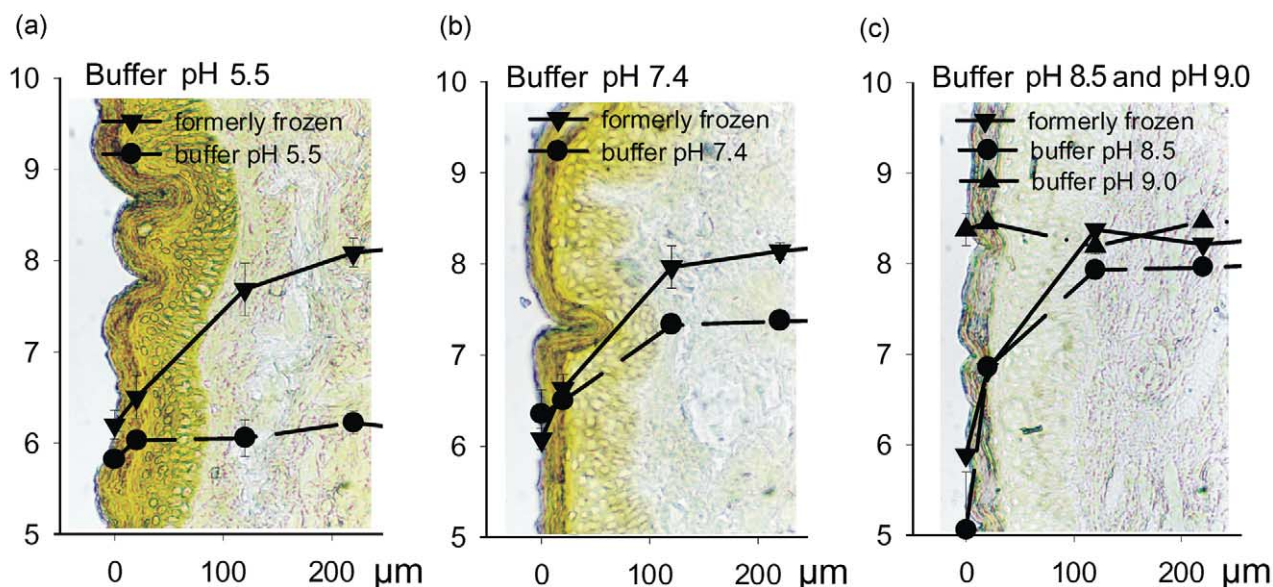 (a)
Buffer pH 5.5
formerly frozen
buffer pH 5.5
10
9
8
7
6
5
0 100 200 µm
(b)
Buffer pH 7.4
formerly frozen
buffer pH 7.4
10
9
8
7
6
5
0 100 200 µm
(c)
Buffer pH 8.5 and pH 9.0
formerly frozen
buffer pH 8.5
buffer pH 9.0
10
9
8
7
6
5
0 100 200 µm